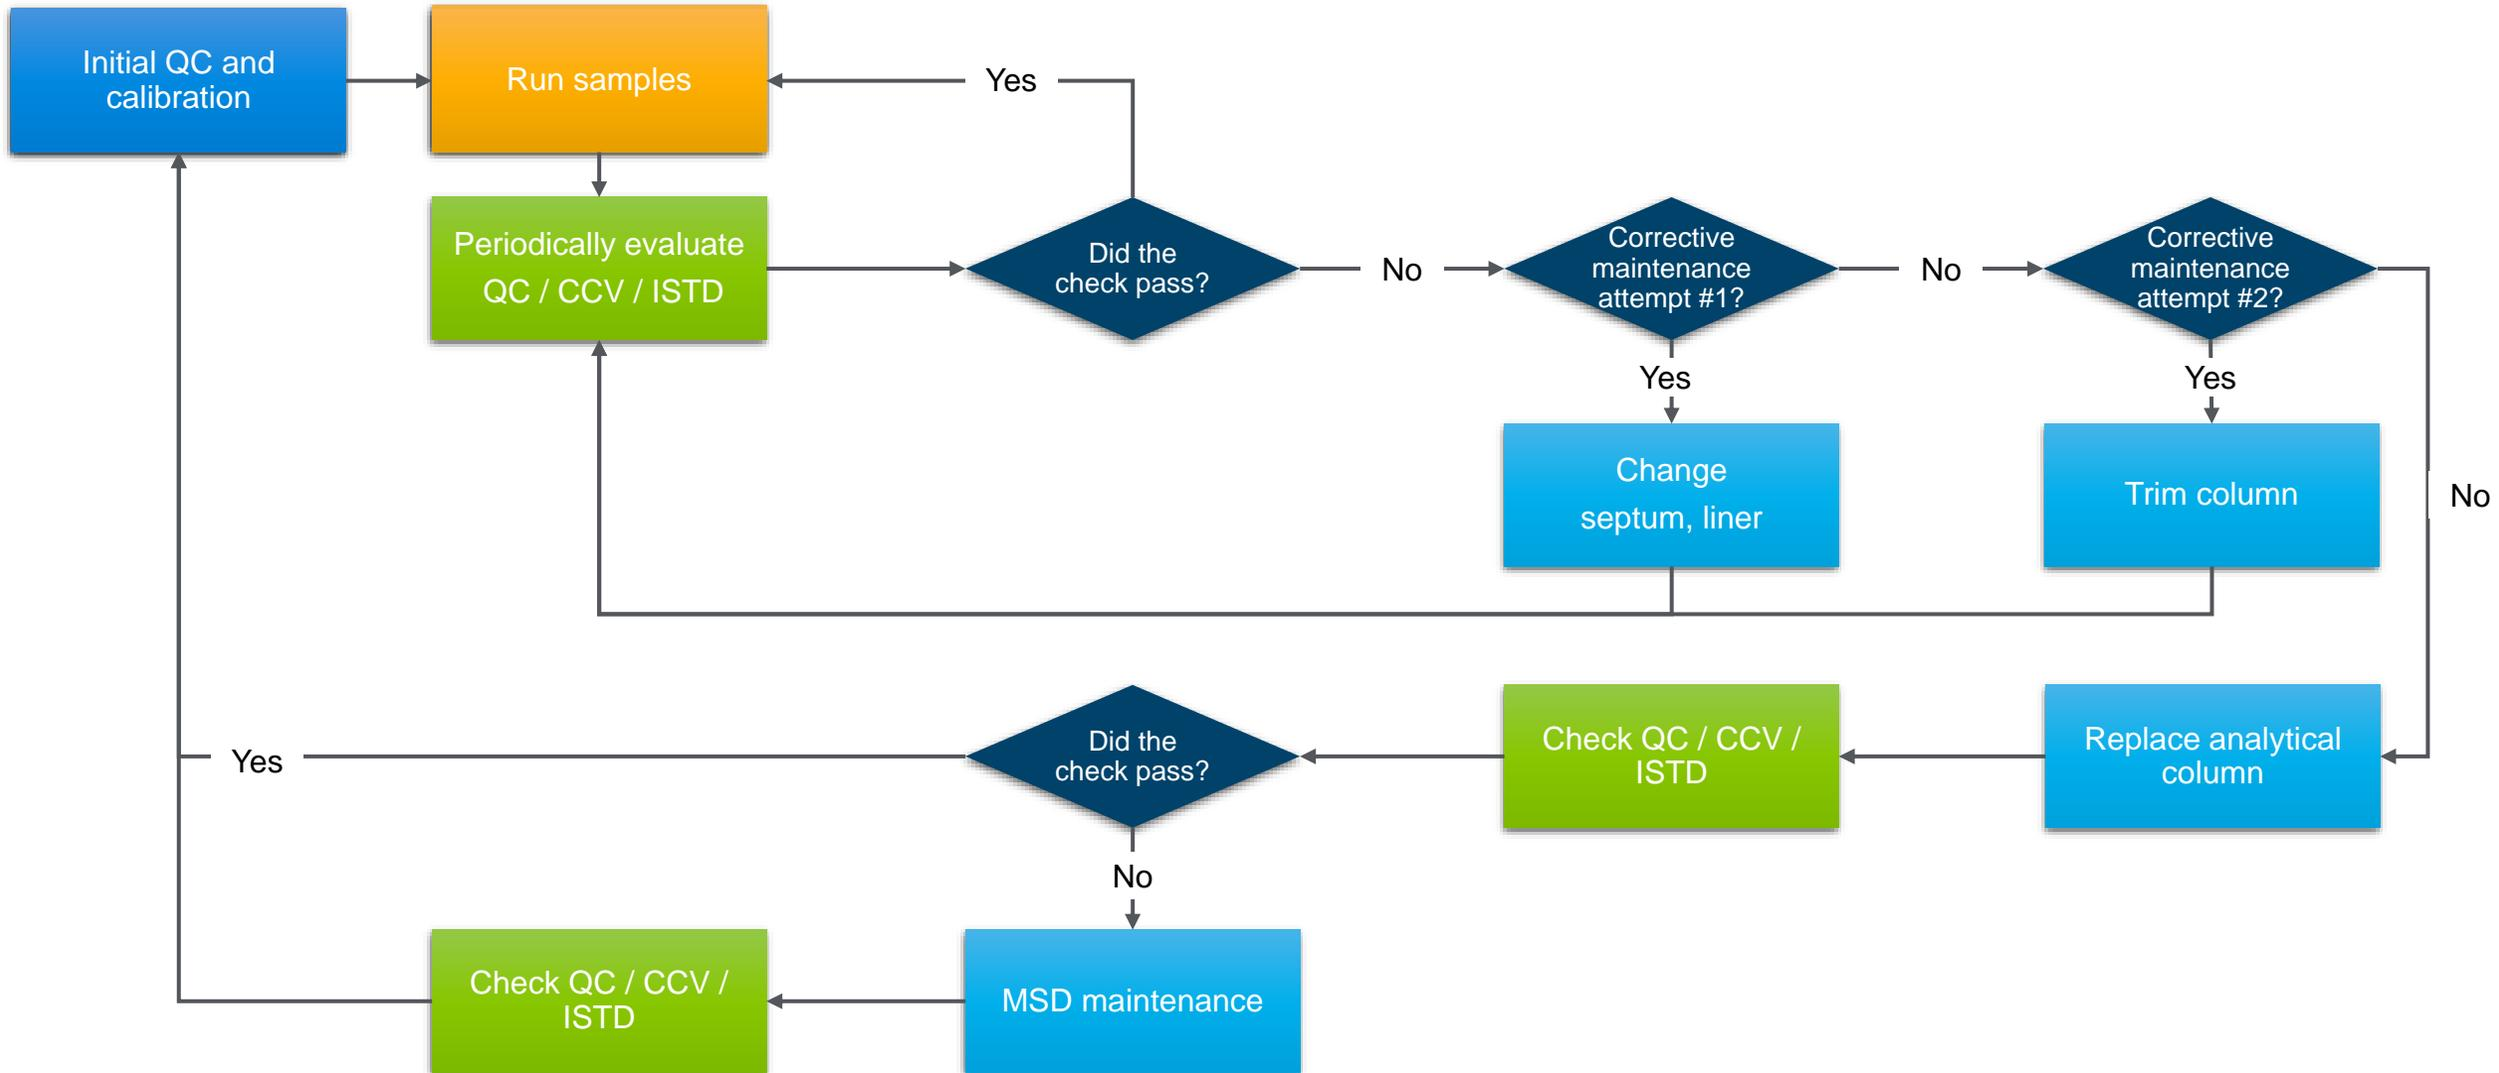 Initial QC and
calibration
Run samples
Yes
Periodically evaluate
QC / CCV / ISTD
Did the
check pass?
No
Corrective
maintenance
attempt #1?
No
Corrective
maintenance
attempt #2?
Yes
Yes
Change
septum, liner
Trim column
No
Yes
Did the
check pass?
Check QC / CCV /
ISTD
Replace analytical
column
No
Check QC / CCV /
ISTD
MSD maintenance